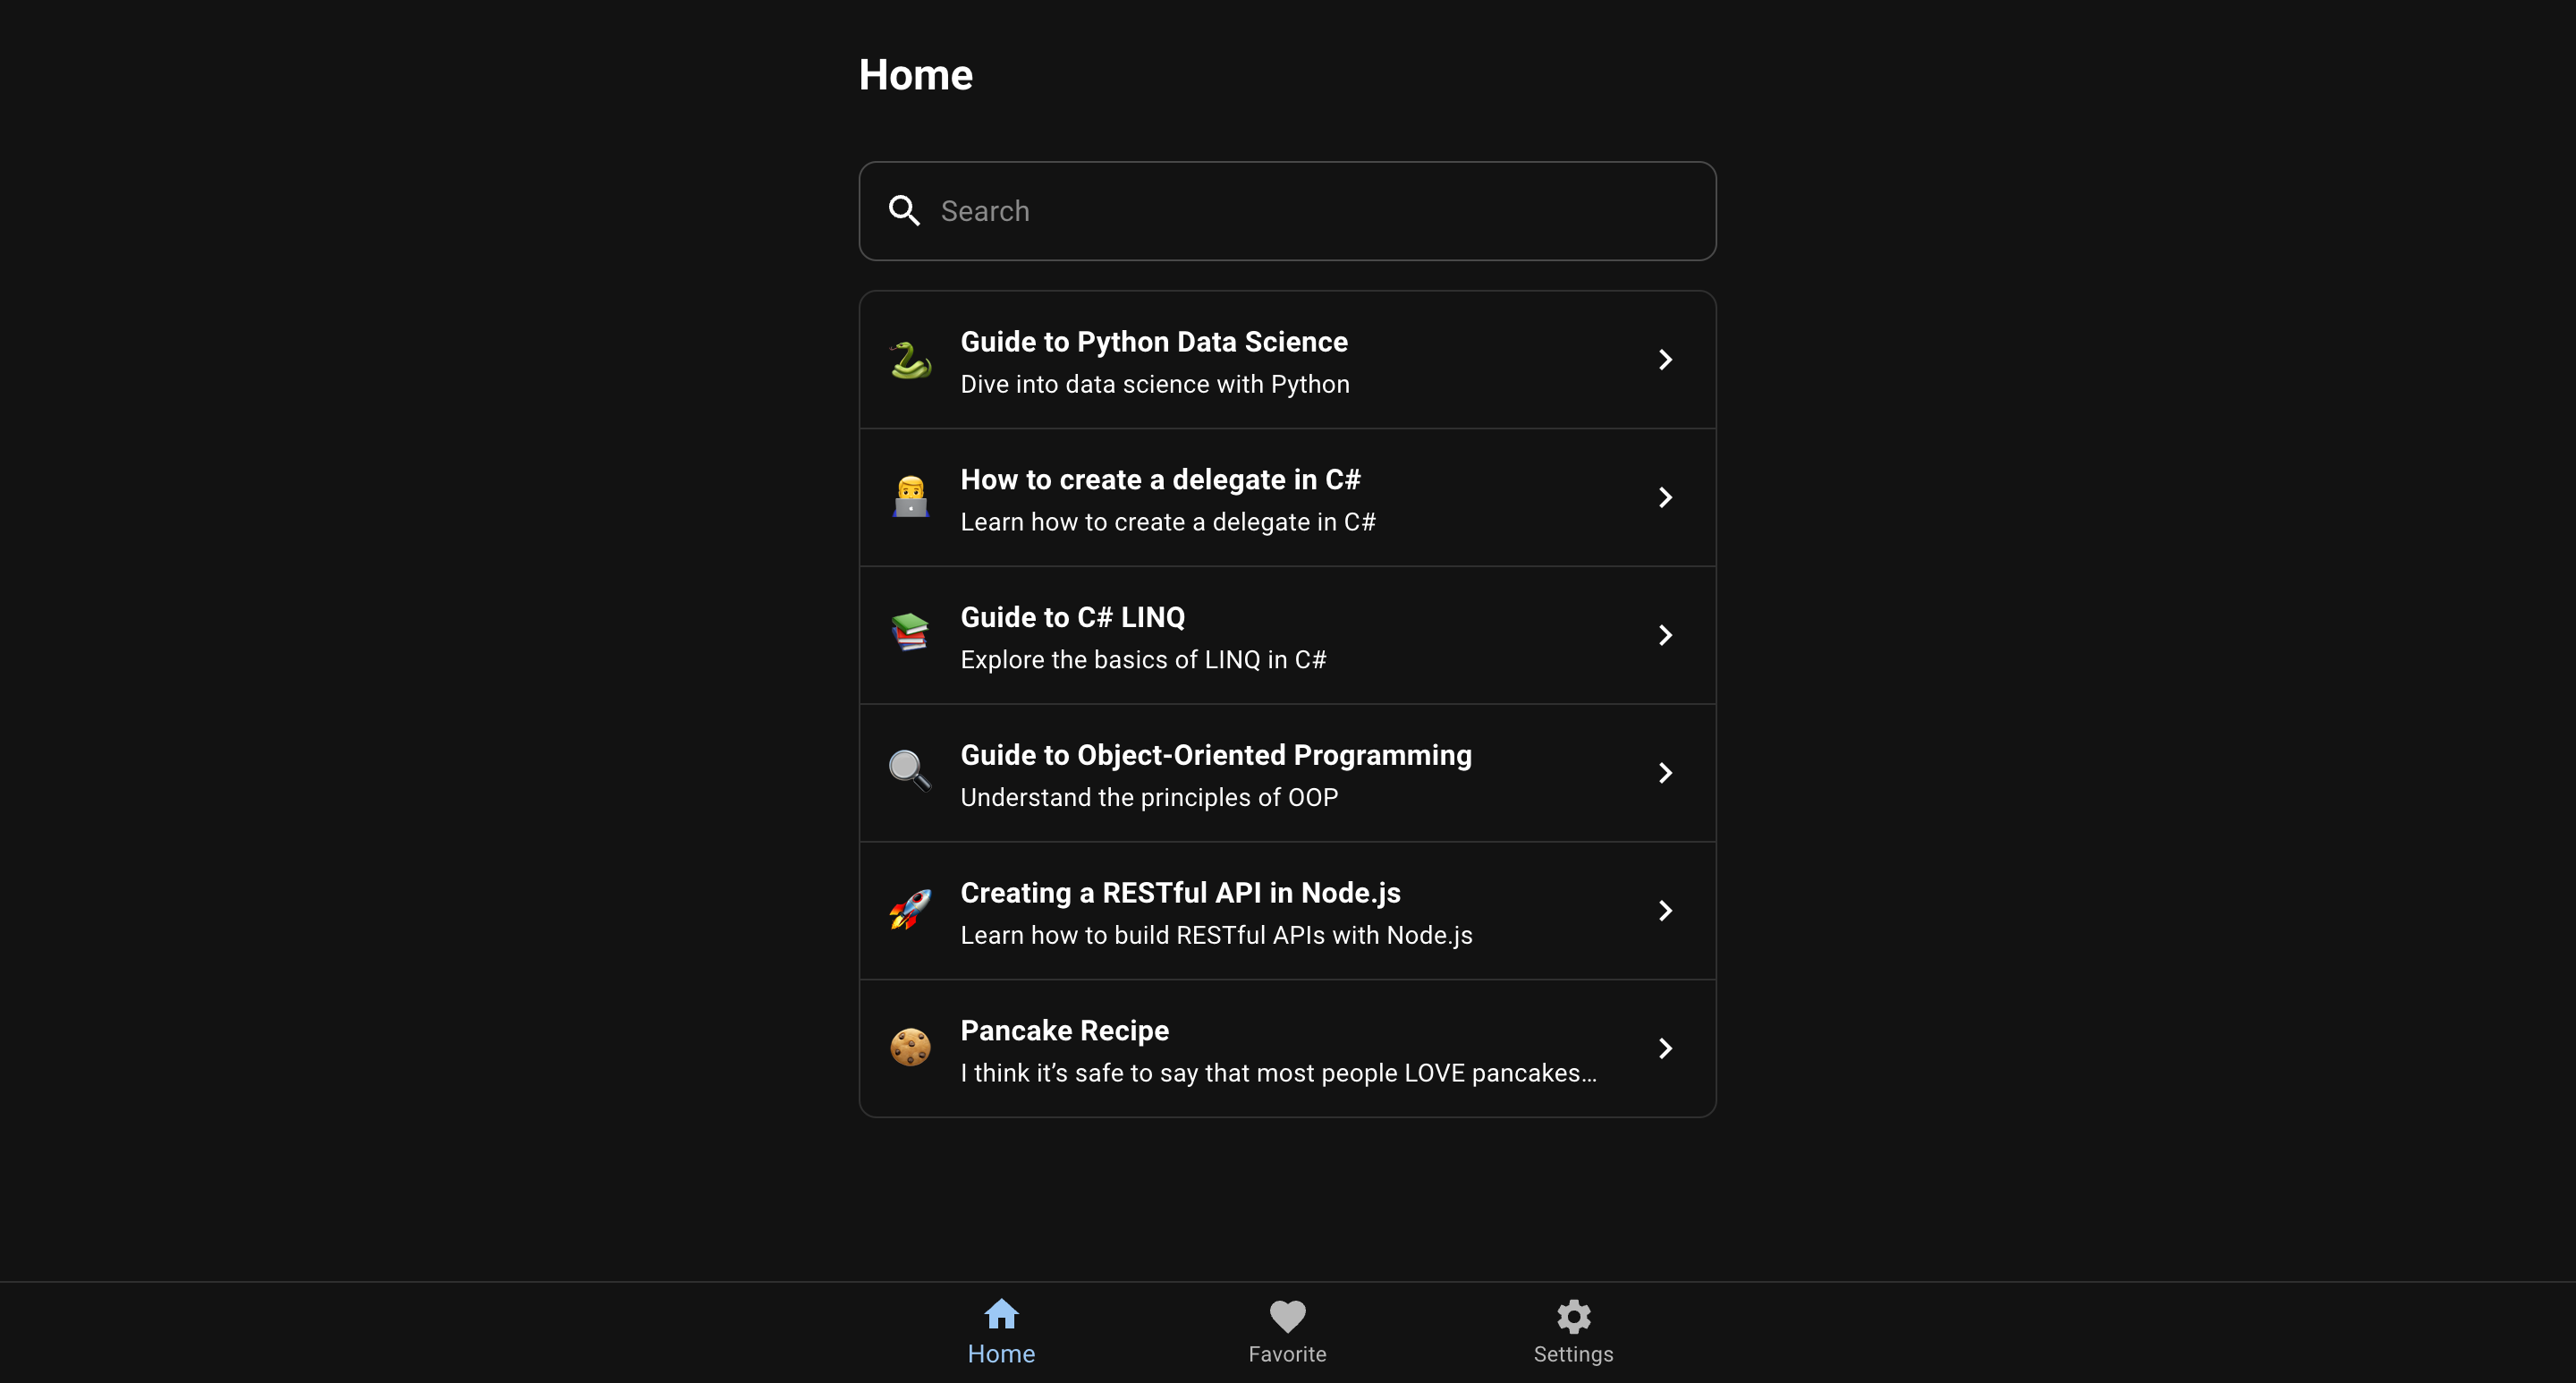 Home
Search
Guide to Python Data Science
Dive into data science with Python
How to create a delegate in C#
Learn how to create a delegate in C#
Guide to C# LINQ
Explore the basics of LINQ in C#
Guide to Object-Oriented Programming
Understand the principles of OOP
Creating a RESTful API in Node.js
Learn how to build RESTful APIs with Node.js
Pancake Recipe
I think it’s safe to say that most people LOVE pancakes…
Home
Favorite
Settings